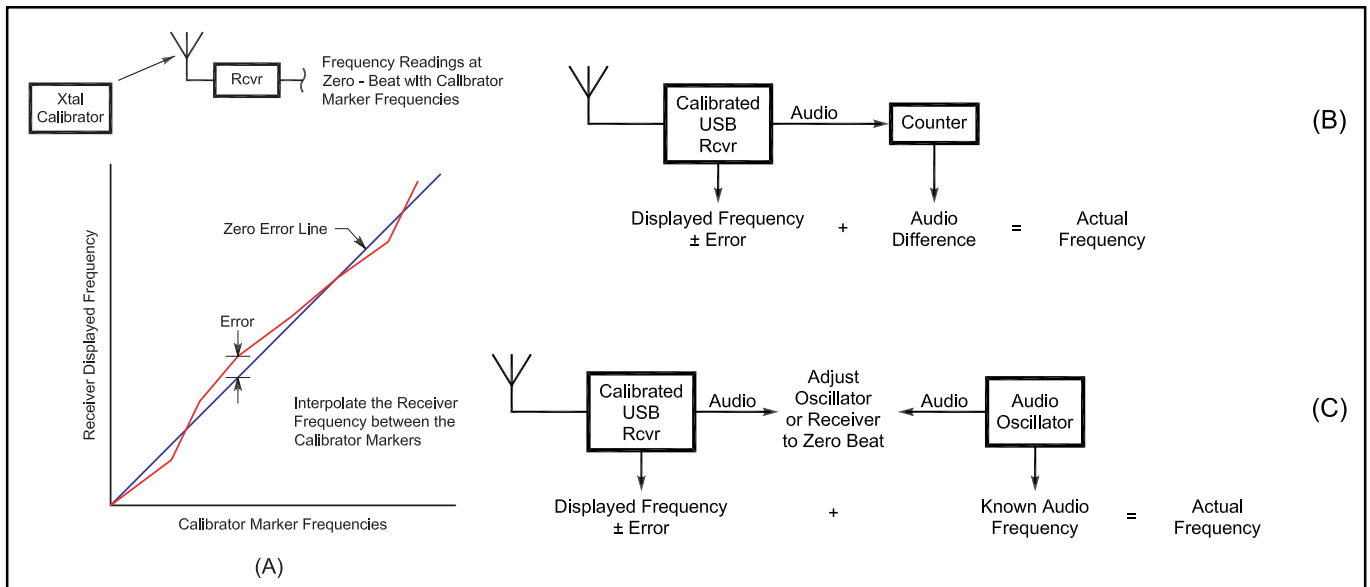 Xtal
Calibrator
Rcvr
Frequency Readings at
Zero - Beat with Calibrator
Marker Frequencies
Receiver Displayed Frequency
Zero Error Line
Error
Interpolate the Receiver
Frequency between the
Calibrator Markers
Calibrator Marker Frequencies
(A)
Calibrated
USB
Rcvr
Audio
Counter
(B)
Displayed Frequency
± Error
+
Audio
Difference
=
Actual
Frequency
Calibrated
USB
Rcvr
Audio
Adjust
Oscillator
or Receiver
to Zero Beat
Audio
Audio
Oscillator
(C)
Displayed Frequency
± Error
+
Known Audio
Frequency
=
Actual
Frequency